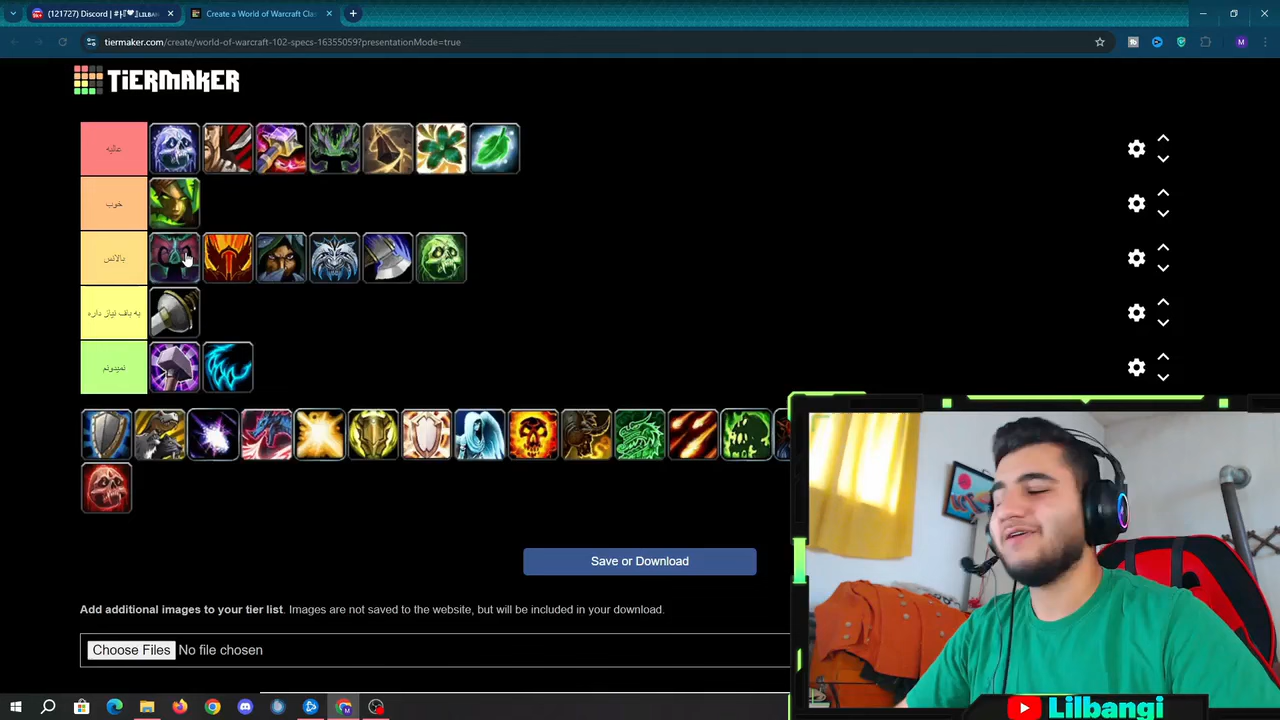 (121727) Discord | #
Create a World of Warcraft Clas
tiermaker.com/create/world-of-warcraft-102-specs-16355059?presentationMode=true
M
TiERMAKER
عالیه
خوب
بالانس
به باف نیاز داره
نمیدونم
Save or Download
Add additional images to your tier list. Images are not saved to the website, but will be included in your download.
Choose Files No file chosen
Lilbangi